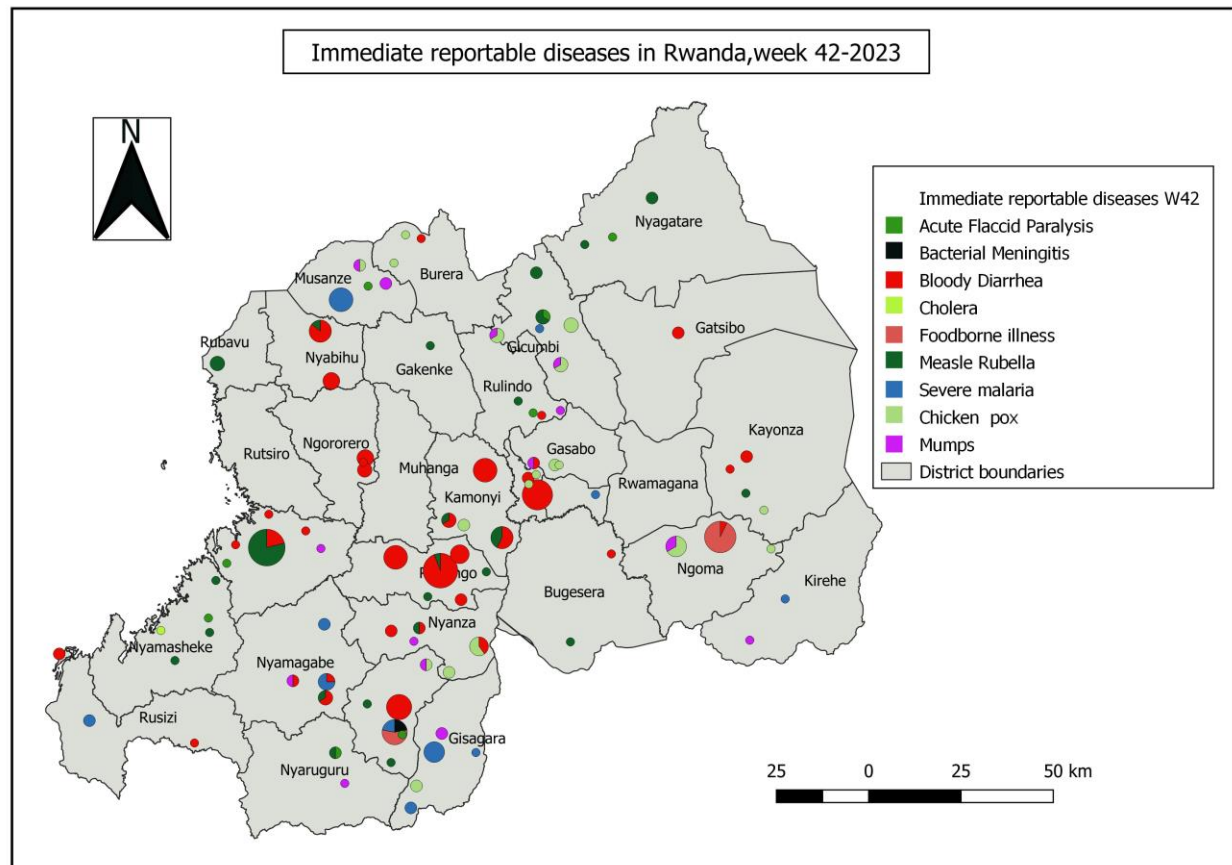 Immediate reportable diseases in Rwanda,week 42-2023
N
Immediate reportable diseases W42
Acute Flaccid Paralysis
Bacterial Meningitis
Bloody Diarrhea
Cholera
Foodborne illness
Measle Rubella
Severe malaria
Chicken pox
Mumps
District boundaries
Nyagatare
Burera
Musanze
Gatsibo
Rubavu
Nyabihu
Gicumbi
Gakenke
Rulindo
Kayonza
Gasabo
Rutsiro
Ngororero
Muhanga
Rwamagana
Kamonyi
Ngoma
Kirehe
Bugesera
Nyanza
Nyamasheke
Nyamagabe
Rusizi
Gisagara
Nyaruguru
25 0 25 50 km